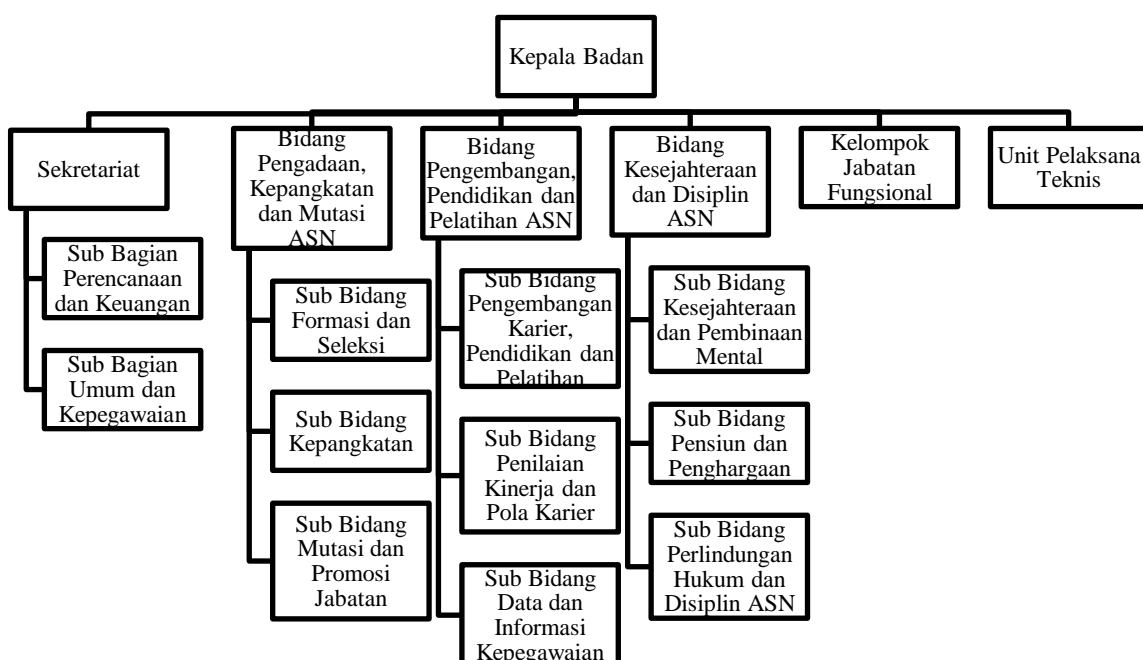 Kepala Badan
Sekretariat
Sub Bagian
Perencanaan
dan Keuangan
Sub Bagian
Umum dan
Kepegawaian
Bidang
Pengadaan,
Kepangkatan
dan Mutasi
ASN
Sub Bidang
Formasi dan
Seleksi
Sub Bidang
Kepangkatan
Sub Bidang
Mutasi dan
Promosi
Jabatan
Bidang
Pengembangan,
Pendidikan dan
Pelatihan ASN
Sub Bidang
Pengembangan
Karier,
Pendidikan dan
Pelatihan
Sub Bidang
Penilaian
Kinerja dan
Pola Karier
Sub Bidang
Data dan
Informasi
Kepegawaian
Bidang
Kesejahteraan
dan Disiplin
ASN
Sub Bidang
Kesejahteraan
dan Pembinaan
Mental
Sub Bidang
Pensiun dan
Penghargaan
Sub Bidang
Perlindungan
Hukum dan
Disiplin ASN
Kelompok
Jabatan
Fungsional
Unit Pelaksana
Teknis